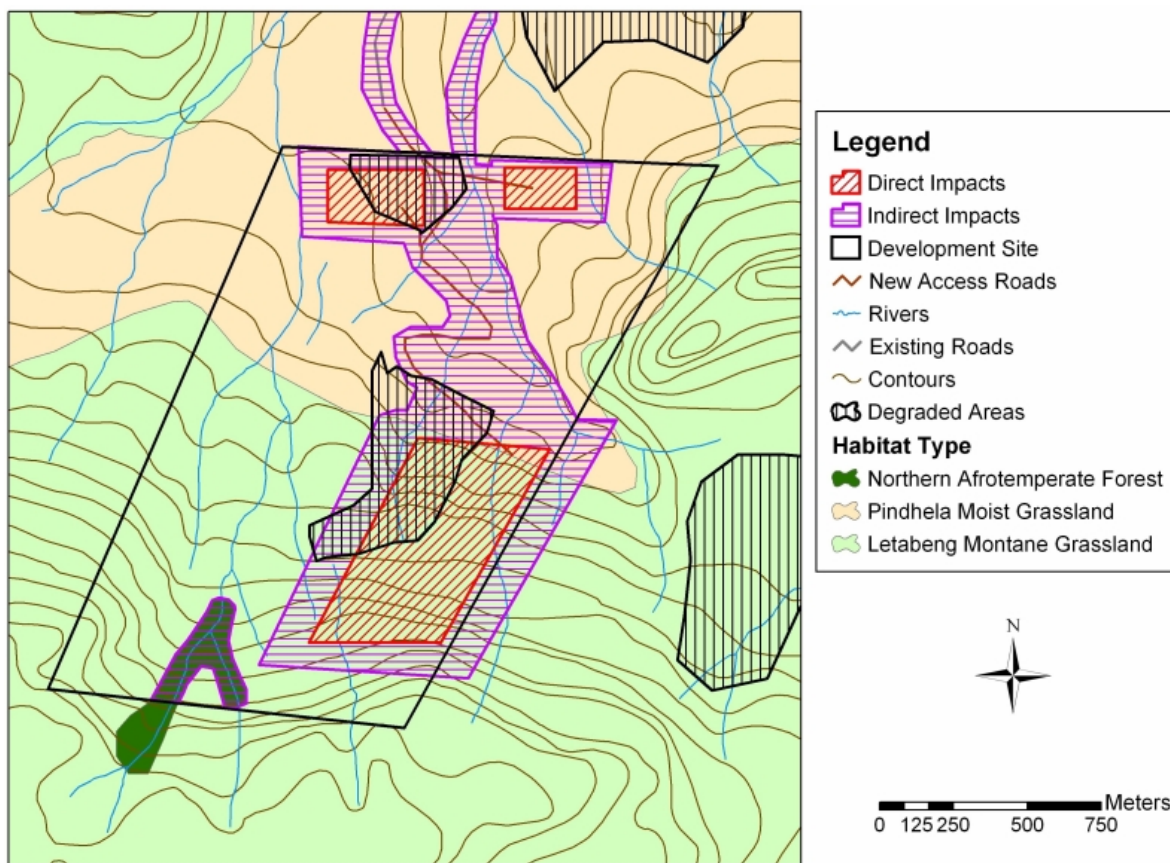 Legend
Direct Impacts
Indirect Impacts
Development Site
New Access Roads
Rivers
Existing Roads
Contours
Degraded Areas
Habitat Type
Northern Afrotemperate Forest
Pindhela Moist Grassland
Letabeng Montane Grassland
N
Meters
0 125 250 500 750